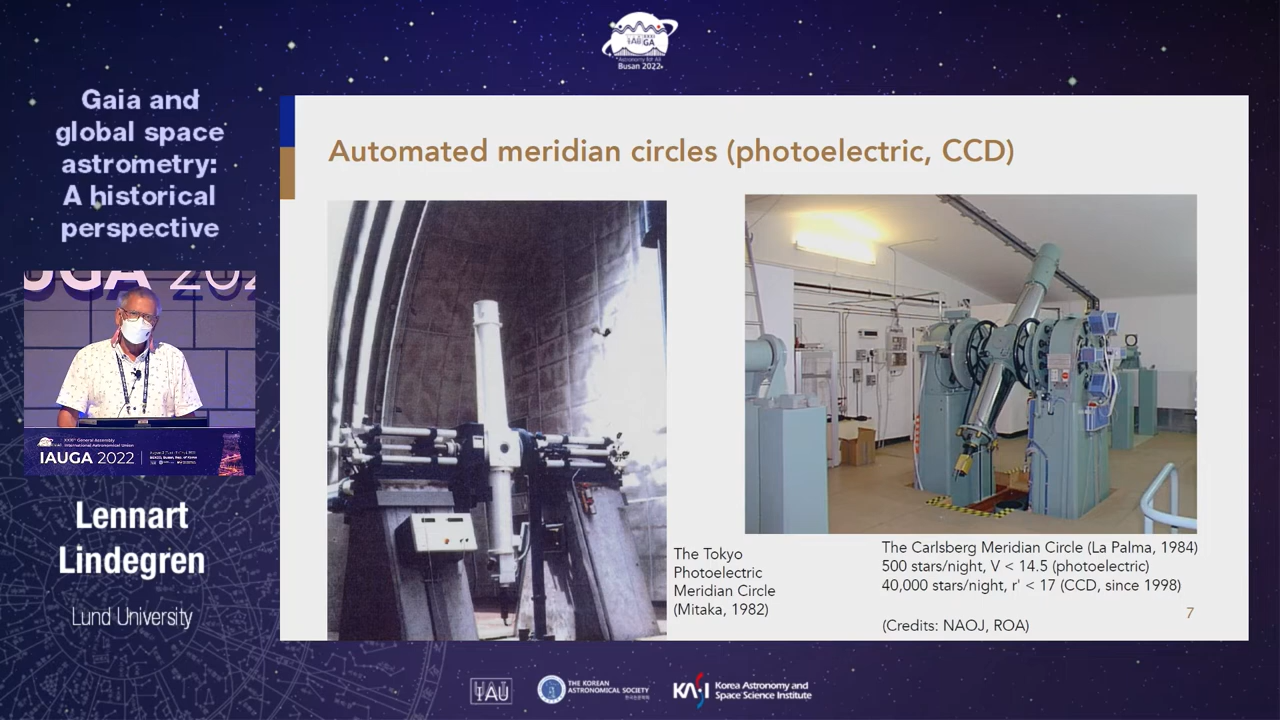 Busan 2022
Gaia and
global space
astrometry:
A historical
perspective
IAUGA 2022
Lennart
Lindegren
Lund University
Automated meridian circles (photoelectric, CCD)
The Tokyo
Photoelectric
Meridian Circle
(Mitaka, 1982)
The Carlsberg Meridian Circle (La Palma, 1984)
500 stars/night, V < 14.5 (photoelectric)
40,000 stars/night, r' < 17 (CCD, since 1998)
(Credits: NAOJ, ROA)
7
IAU
THE KOREAN
ASTRONOMICAL SOCIETY
KASI
Korea Astronomy and
Space Science Institute